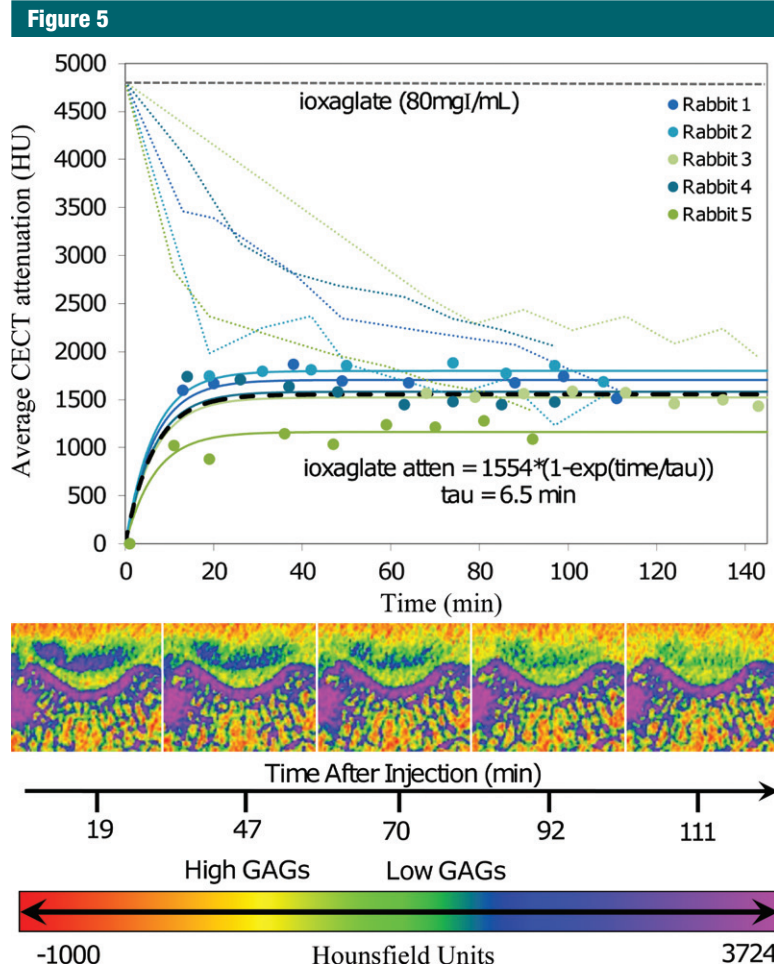 Figure 5
5000
4500
4000
3500
3000
2500
2000
1500
1000
500
0
Average CECT attenuation (HU)
ioxaglate (80mgI/mL)
Rabbit 1
Rabbit 2
Rabbit 3
Rabbit 4
Rabbit 5
ioxaglate atten = 1554*(1-exp(time/tau))
tau = 6.5 min
0 20 40 60 80 100 120 140
Time (min)
Time After Injection (min)
19 47 70 92 111
High GAGs Low GAGs
-1000 Hounsfield Units 3724